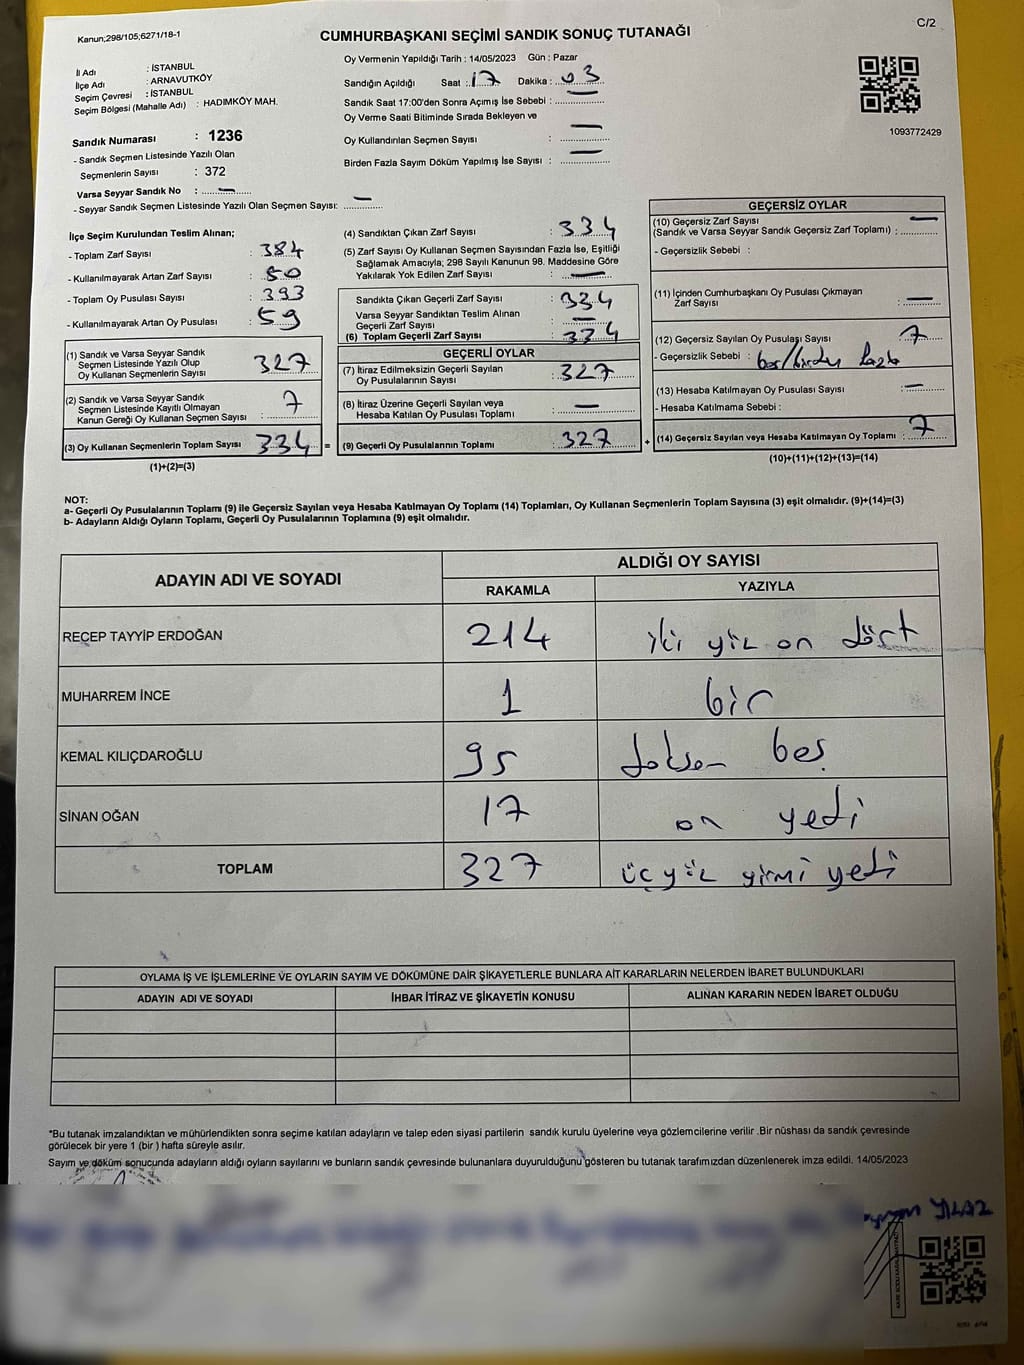 Kanun;298/105;6271/18-1
CUMHURBAŞKANI SEÇİMİ SANDIK SONUÇ TUTANAĞI
C/2
İl Adı : İSTANBUL
İlçe Adı : ARNAVUTKÖY
Seçim Çevresi : İSTANBUL
Seçim Bölgesi (Mahalle Adı) : HADIMKÖY MAH.
Sandık Numarası : 1236
- Sandık Seçmen Listesinde Yazılı Olan
Seçmenlerin Sayısı : 372
Varsa Seyyar Sandık No : —
- Seyyar Sandık Seçmen Listesinde Yazılı Olan Seçmen Sayısı: —
Oy Vermenin Yapıldığı Tarih : 14/05/2023 Gün : Pazar
Sandığın Açıldığı Saat : 17 Dakika : 03
Sandık Saat 17:00'den Sonra Açımış İse Sebebi : —
Oy Verme Saati Bitiminde Sırada Bekleyen ve
Oy Kullandırılan Seçmen Sayısı : —
Birden Fazla Sayım Döküm Yapılmış İse Sayısı : —
1093772429
İlçe Seçim Kurulundan Teslim Alınan;
- Toplam Zarf Sayısı : 384
- Kullanılmayarak Artan Zarf Sayısı : 50
- Toplam Oy Pusulası Sayısı : 393
- Kullanılmayarak Artan Oy Pusulası : 59
(1) Sandık ve Varsa Seyyar Sandık
Seçmen Listesinde Yazılı Olup
Oy Kullanan Seçmenlerin Sayısı 327
(2) Sandık ve Varsa Seyyar Sandık
Seçmen Listesinde Kayıtlı Olmayan
Kanun Gereği Oy Kullanan Seçmen Sayısı : 7
(3) Oy Kullanan Seçmenlerin Toplam Sayısı 334
(1)+(2)=(3)
(4) Sandıktan Çıkan Zarf Sayısı : 334
(5) Zarf Sayısı Oy Kullanan Seçmen Sayısından Fazla İse, Eşitliği
Sağlamak Amacıyla; 298 Sayılı Kanunun 98. Maddesine Göre
Yakılarak Yok Edilen Zarf Sayısı : —
Sandıkta Çıkan Geçerli Zarf Sayısı : 334
Varsa Seyyar Sandıktan Teslim Alınan
Geçerli Zarf Sayısı : —
(6) Toplam Geçerli Zarf Sayısı : 334
GEÇERLİ OYLAR
(7) İtiraz Edilmeksizin Geçerli Sayılan
Oy Pusulalarının Sayısı : 327
(8) İtiraz Üzerine Geçerli Sayılan veya
Hesaba Katılan Oy Pusulası Toplamı : —
= (9) Geçerli Oy Pusulalarının Toplamı : 327 +
GEÇERSİZ OYLAR
(10) Geçersiz Zarf Sayısı
(Sandık ve Varsa Seyyar Sandık Geçersiz Zarf Toplamı) : —
- Geçersizlik Sebebi :
(11) İçinden Cumhurbaşkanı Oy Pusulası Çıkmayan
Zarf Sayısı : —
(12) Geçersiz Sayılan Oy Pusulası Sayısı : 7
- Geçersizlik Sebebi : boş/birden fazla
(13) Hesaba Katılmayan Oy Pusulası Sayısı : —
- Hesaba Katılmama Sebebi :
(14) Geçersiz Sayılan veya Hesaba Katılmayan Oy Toplamı : 7
(10)+(11)+(12)+(13)=(14)
NOT:
a- Geçerli Oy Pusulalarının Toplamı (9) ile Geçersiz Sayılan veya Hesaba Katılmayan Oy Toplamı (14) Toplamları, Oy Kullanan Seçmenlerin Toplam Sayısına (3) eşit olmalıdır. (9)+(14)=(3)
b- Adayların Aldığı Oyların Toplamı, Geçerli Oy Pusulalarının Toplamına (9) eşit olmalıdır.
ADAYIN ADI VE SOYADI ALDIĞI OY SAYISI
RAKAMLA YAZIYLA
RECEP TAYYİP ERDOĞAN 214 iki yüz on dört
MUHARREM İNCE 1 bir
KEMAL KILIÇDAROĞLU 95 doksan beş
SİNAN OĞAN 17 on yedi
TOPLAM 327 üç yüz yirmi yedi
OYLAMA İŞ VE İŞLEMLERİNE VE OYLARIN SAYIM VE DÖKÜMÜNE DAİR ŞİKAYETLERLE BUNLARA AİT KARARLARIN NELERDEN İBARET BULUNDUKLARI
ADAYIN ADI VE SOYADI İHBAR İTİRAZ VE ŞİKAYETİN KONUSU ALINAN KARARIN NEDEN İBARET OLDUĞU
*Bu tutanak imzalandıktan ve mühürlendikten sonra seçime katılan adayların ve talep eden siyasi partilerin sandık kurulu üyelerine veya gözlemcilerine verilir .Bir nüshası da sandık çevresinde
görülecek bir yere 1 (bir ) hafta süreyle asılır.
Sayım ve döküm sonucunda adayların aldığı oyların sayılarını ve bunların sandık çevresinde bulunanlara duyurulduğunu gösteren bu tutanak tarafımızdan düzenlenerek imza edildi. 14/05/2023
YILAZ